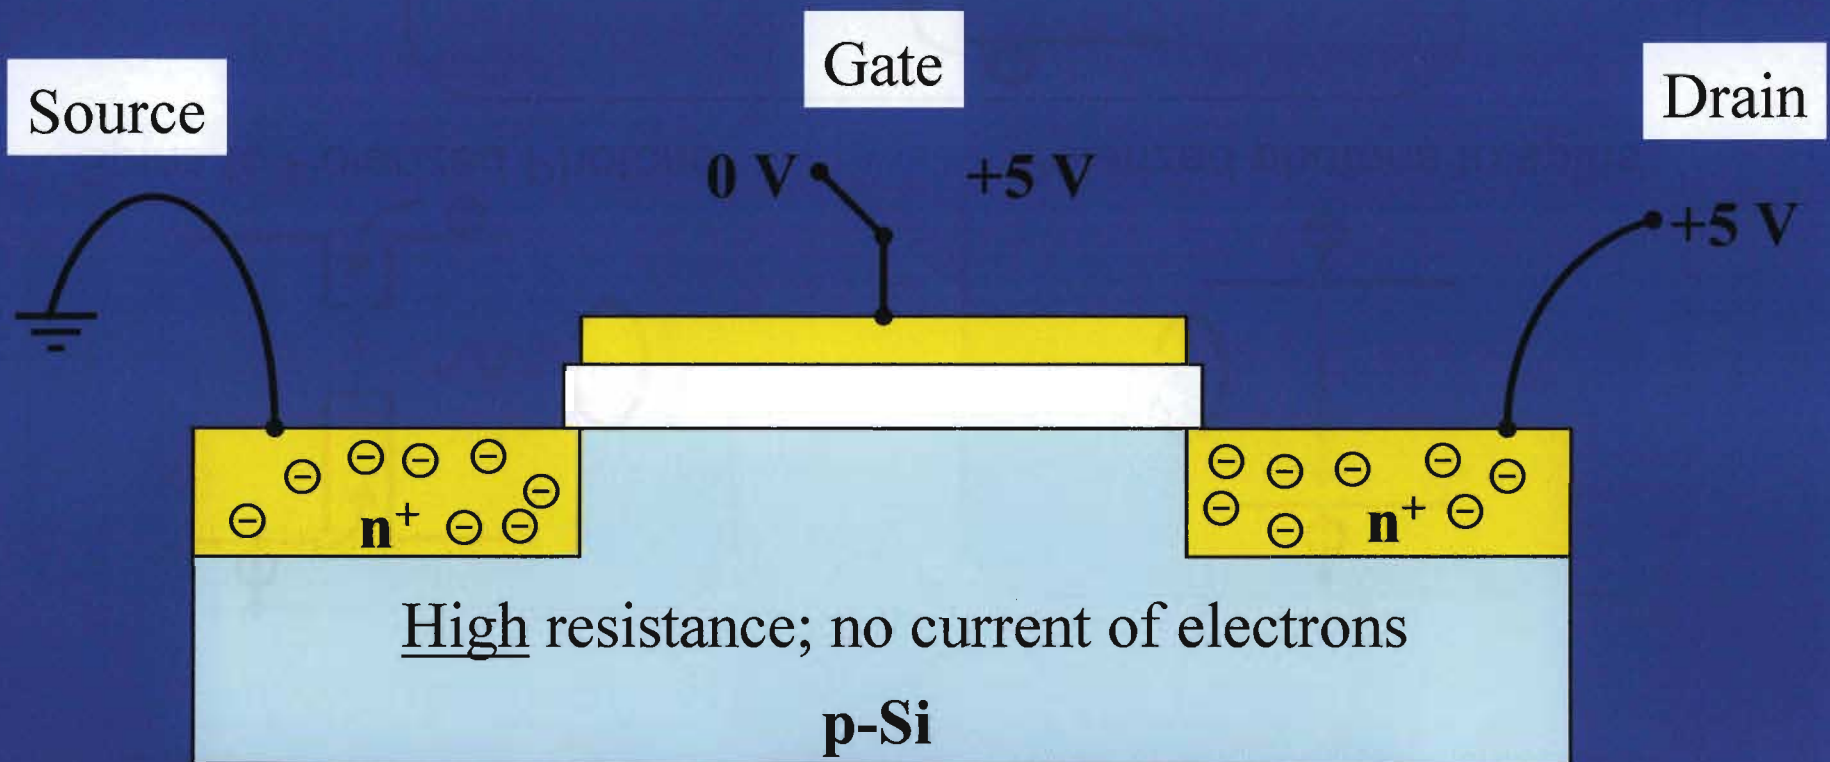 Gate
Source
Drain
0 V
+5 V
+5 V
n⁺
n⁺
High resistance; no current of electrons
p-Si